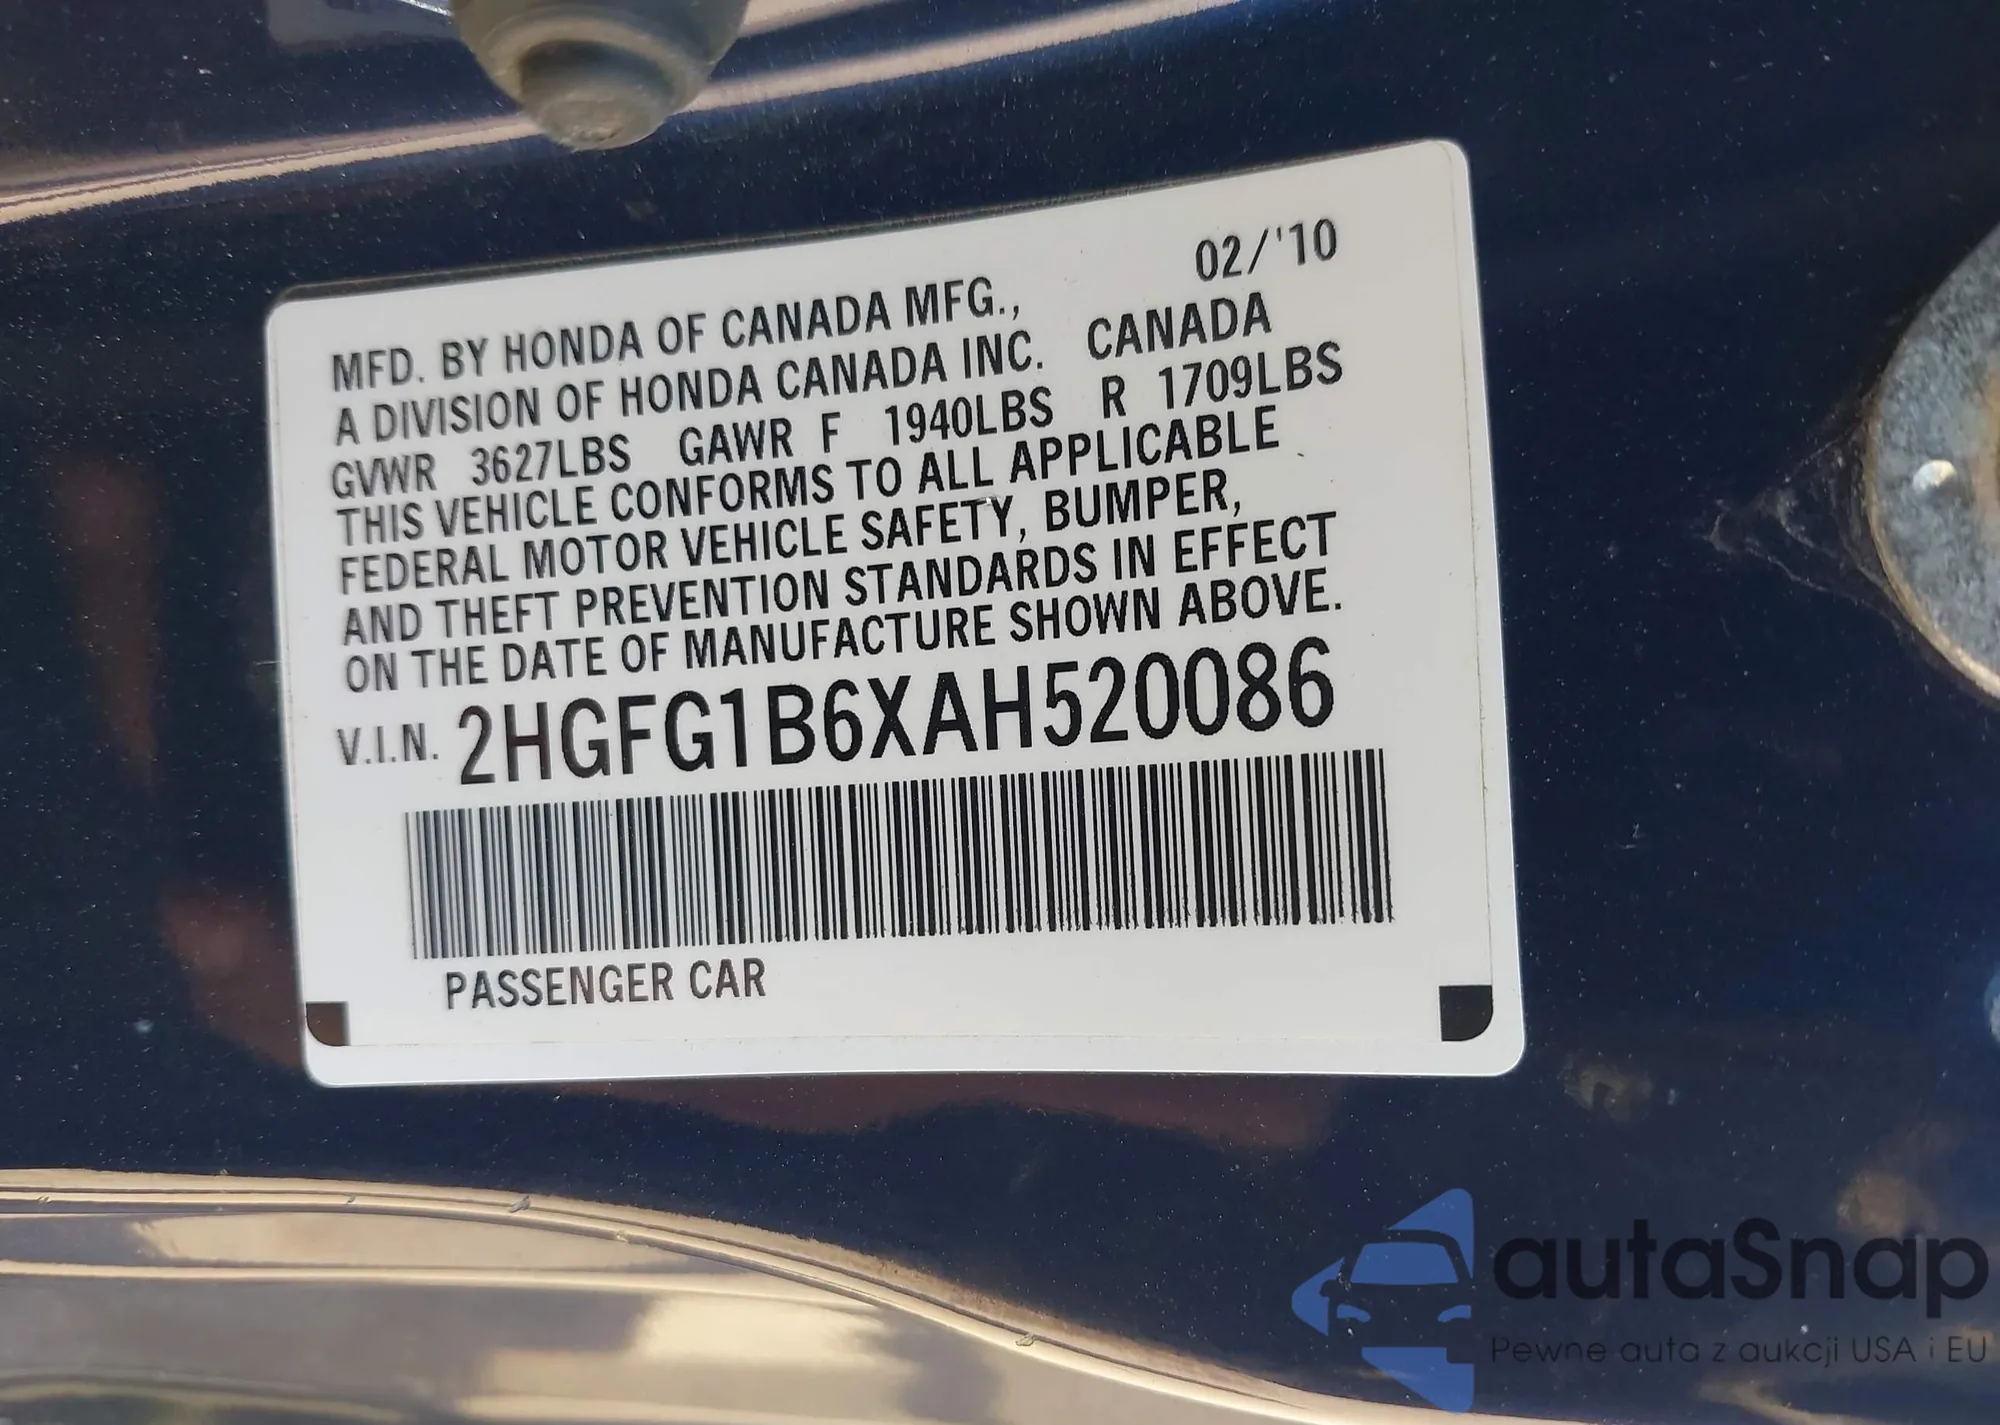 02/'10
MFD. BY HONDA OF CANADA MFG.,
A DIVISION OF HONDA CANADA INC. CANADA
GVWR 3627LBS GAWR F 1940LBS R 1709LBS
THIS VEHICLE CONFORMS TO ALL APPLICABLE
FEDERAL MOTOR VEHICLE SAFETY, BUMPER,
AND THEFT PREVENTION STANDARDS IN EFFECT
ON THE DATE OF MANUFACTURE SHOWN ABOVE.
V.I.N. 2HGFG1B6XAH520086
PASSENGER CAR
autaSnap
Pewne auta z aukcji USA i EU